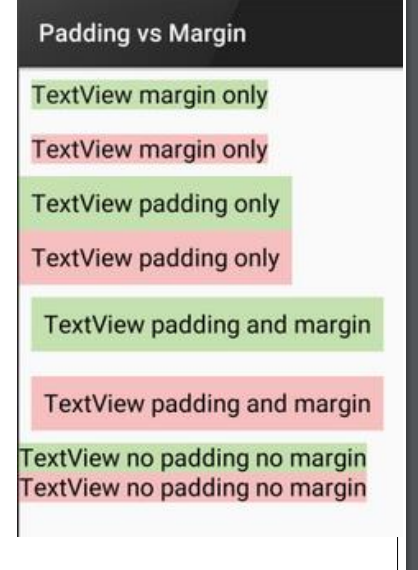 Padding vs Margin
TextView margin only
TextView margin only
TextView padding only
TextView padding only
TextView padding and margin
TextView padding and margin
TextView no padding no margin
TextView no padding no margin